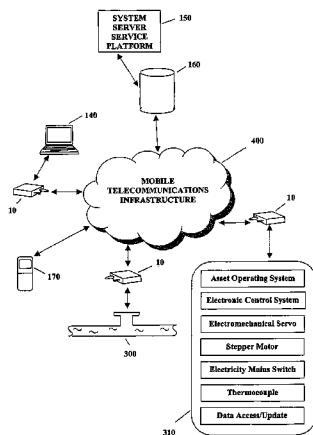 SYSTEM
SERVER
SERVICE
PLATFORM
150
160
140
400
10
MOBILE
TELECOMMUNICATIONS
INFRASTRUCTURE
10
10
170
300
Asset Operating System
Electronic Control System
Electromechanical Servo
Stepper Motor
Electricity Mains Switch
Thermocouple
Data Access/Update
310